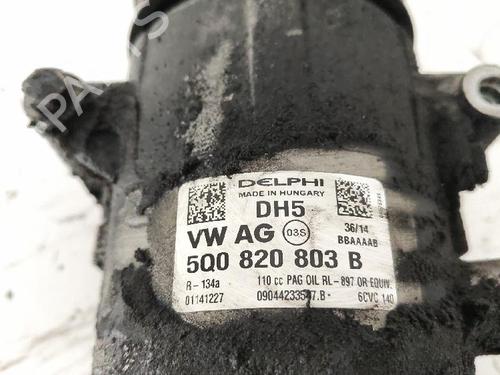 DELPHI
MADE IN HUNGARY
DH5
VW AG 03S
36/14
BBAAAAB
5Q0 820 803 B
R-134a 110 cc PAG OIL RL-897 OR EQUIV.
01141227 09044233547.B- 6CVC 140